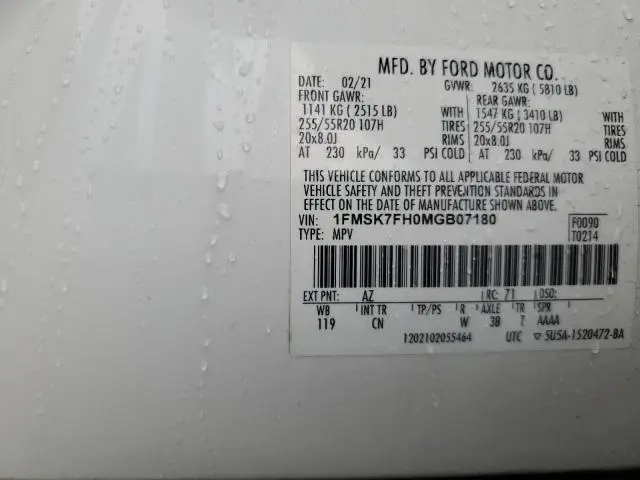 MFD. BY FORD MOTOR CO.
DATE: 02/21 GVWR: 2635 KG ( 5810 LB)
FRONT GAWR: REAR GAWR:
1141 KG ( 2515 LB) WITH 1547 KG ( 3410 LB) WITH
255/55R20 107H TIRES 255/55R20 107H TIRES
20x8.0J RIMS 20x8.0J RIMS
AT 230 kPa/ 33 PSI COLD AT 230 kPa/ 33 PSI COLD
THIS VEHICLE CONFORMS TO ALL APPLICABLE FEDERAL MOTOR
VEHICLE SAFETY AND THEFT PREVENTION STANDARDS IN
EFFECT ON THE DATE OF MANUFACTURE SHOWN ABOVE.
VIN: 1FMSK7FH0MGB07180 F0090
TYPE: MPV T0214
EXT PNT: AZ RC: 71 DSO:
WB INT TR TP/PS R AXLE TR SPR
119 CN W 38 T AAAA
1202102055464 UTC ▽ 5U5A-1520472-BA